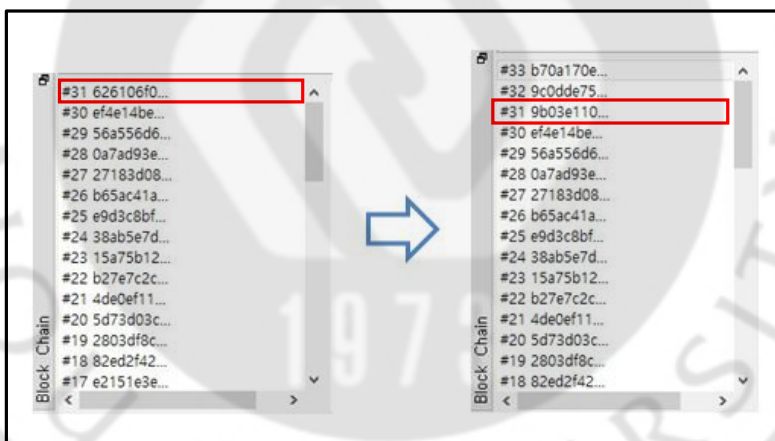 #31 626106f0...
#30 ef4e14be...
#29 56a556d6...
#28 0a7ad93e...
#27 27183d08...
#26 b65ac41a...
#25 e9d3c8bf...
#24 38ab5e7d...
#23 15a75b12...
#22 b27e7c2c...
#21 4de0ef11...
#20 5d73d03c...
#19 2803df8c...
#18 82ed2f42...
#17 e2151e3e...
Block Chain
#33 b70a170e...
#32 9c0dde75...
#31 9b03e110...
#30 ef4e14be...
#29 56a556d6...
#28 0a7ad93e...
#27 27183d08...
#26 b65ac41a...
#25 e9d3c8bf...
#24 38ab5e7d...
#23 15a75b12...
#22 b27e7c2c...
#21 4de0ef11...
#20 5d73d03c...
#19 2803df8c...
#18 82ed2f42...
Block Chain
1973